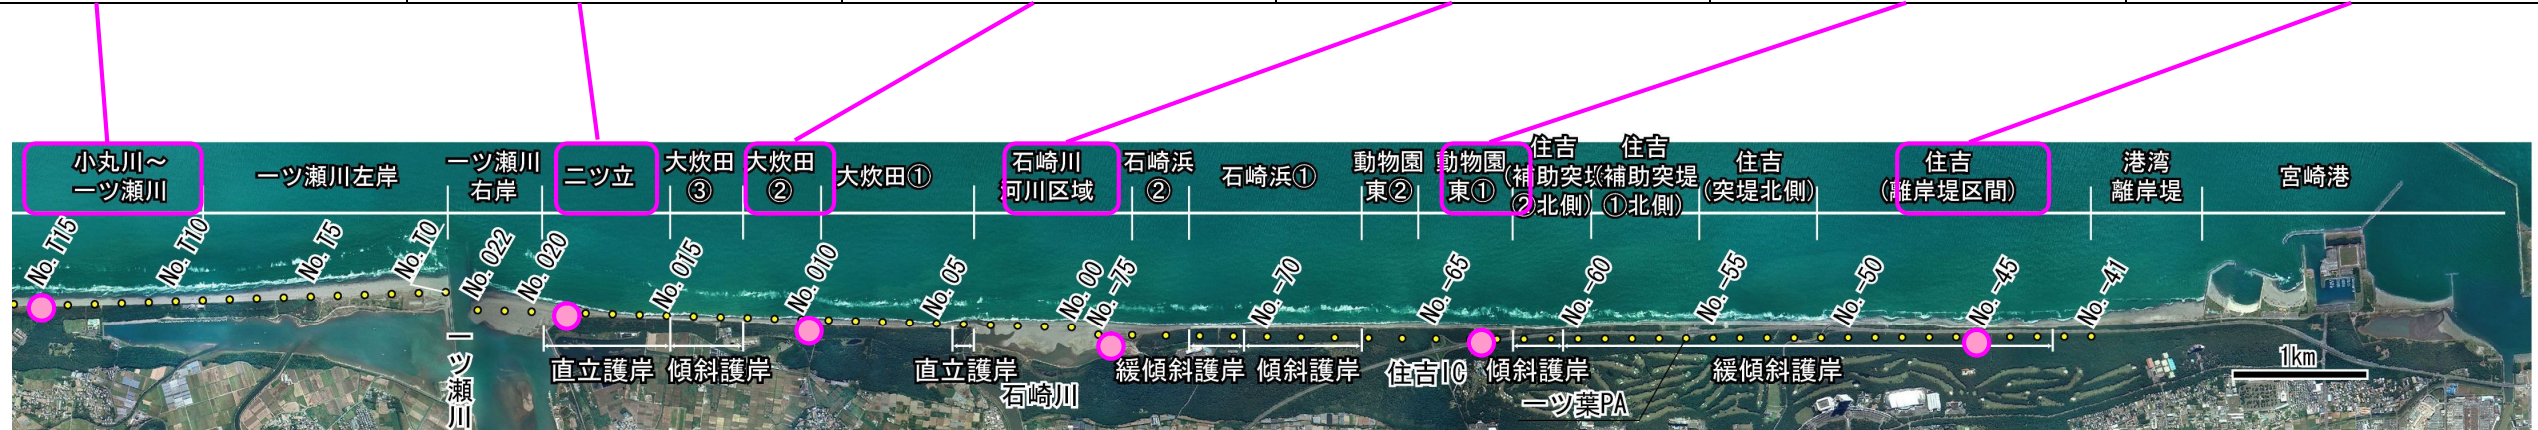 小丸川～
一ツ瀬川
一ツ瀬川左岸
一ツ瀬川
右岸
二ツ立
大炊田
③
大炊田
②
大炊田①
石崎川
河川区域
石崎浜
②
石崎浜①
動物園
東②
動物園
東①
住吉
(補助突堤
②北側)
住吉
(補助突堤
①北側)
住吉
(突堤北側)
住吉
(離岸堤区間)
港湾
離岸堤
宮崎港
No. T15
No. T10
No. T5
No. T0
No. 022
No. 020
No. 015
No. 010
No. 05
No. 00
No. -75
No. -70
No. -65
No. -60
No. -55
No. -50
No. -45
No. -41
一ツ瀬川
直立護岸
傾斜護岸
直立護岸
石崎川
緩傾斜護岸
傾斜護岸
住吉IC
傾斜護岸
一ツ葉PA
緩傾斜護岸
1km